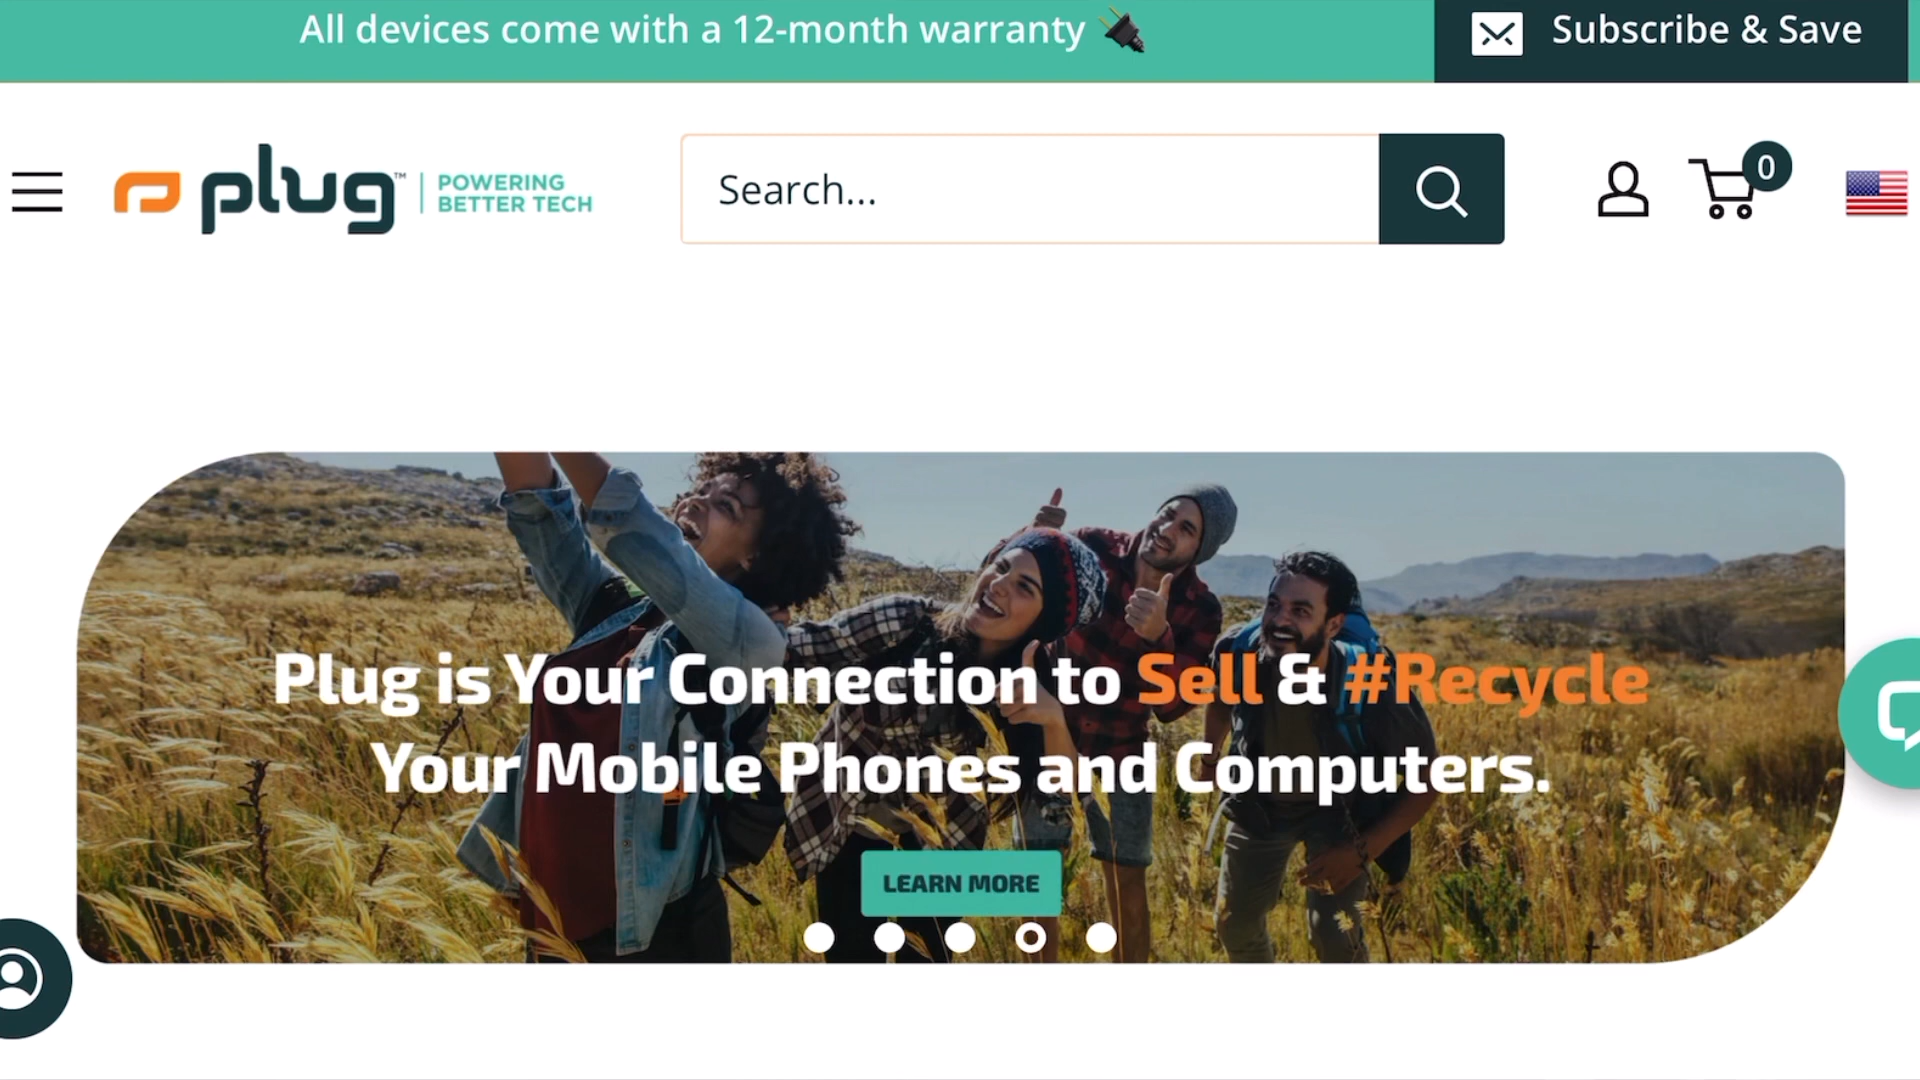 All devices come with a 12-month warranty
Subscribe & Save
plug™
POWERING
BETTER TECH
Search...
0
Plug is Your Connection to Sell & #Recycle
Your Mobile Phones and Computers.
LEARN MORE